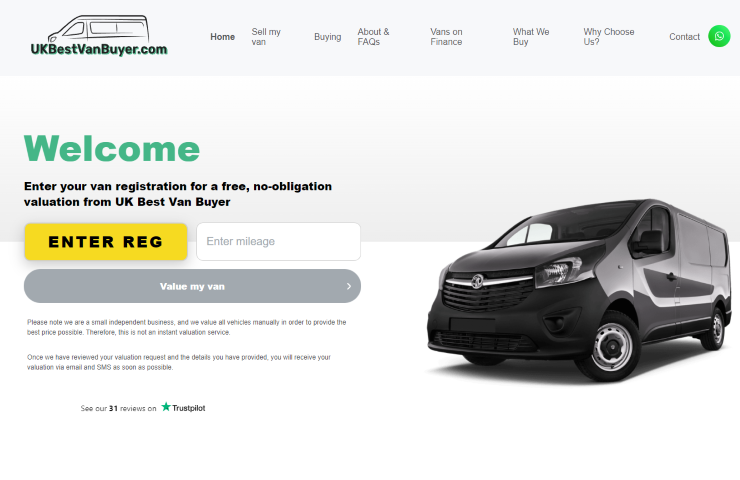 UKBestVanBuyer.com
Home
Sell my
van
Buying
About &
FAQs
Vans on
Finance
What We
Buy
Why Choose
Us?
Contact
Welcome
Enter your van registration for a free, no-obligation
valuation from UK Best Van Buyer
ENTER REG
Enter mileage
Value my van
Please note we are a small independent business, and we value all vehicles manually in order to provide the
best price possible. Therefore, this is not an instant valuation service.
Once we have reviewed your valuation request and the details you have provided, you will receive your
valuation via email and SMS as soon as possible.
See our 31 reviews on Trustpilot